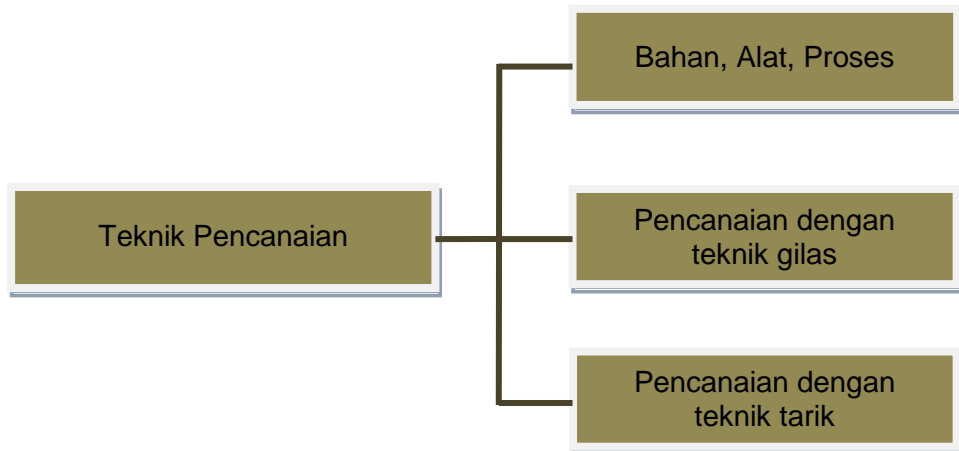 Bahan, Alat, Proses
Teknik Pencanaian
Pencanaian dengan
teknik gilas
Pencanaian dengan
teknik tarik